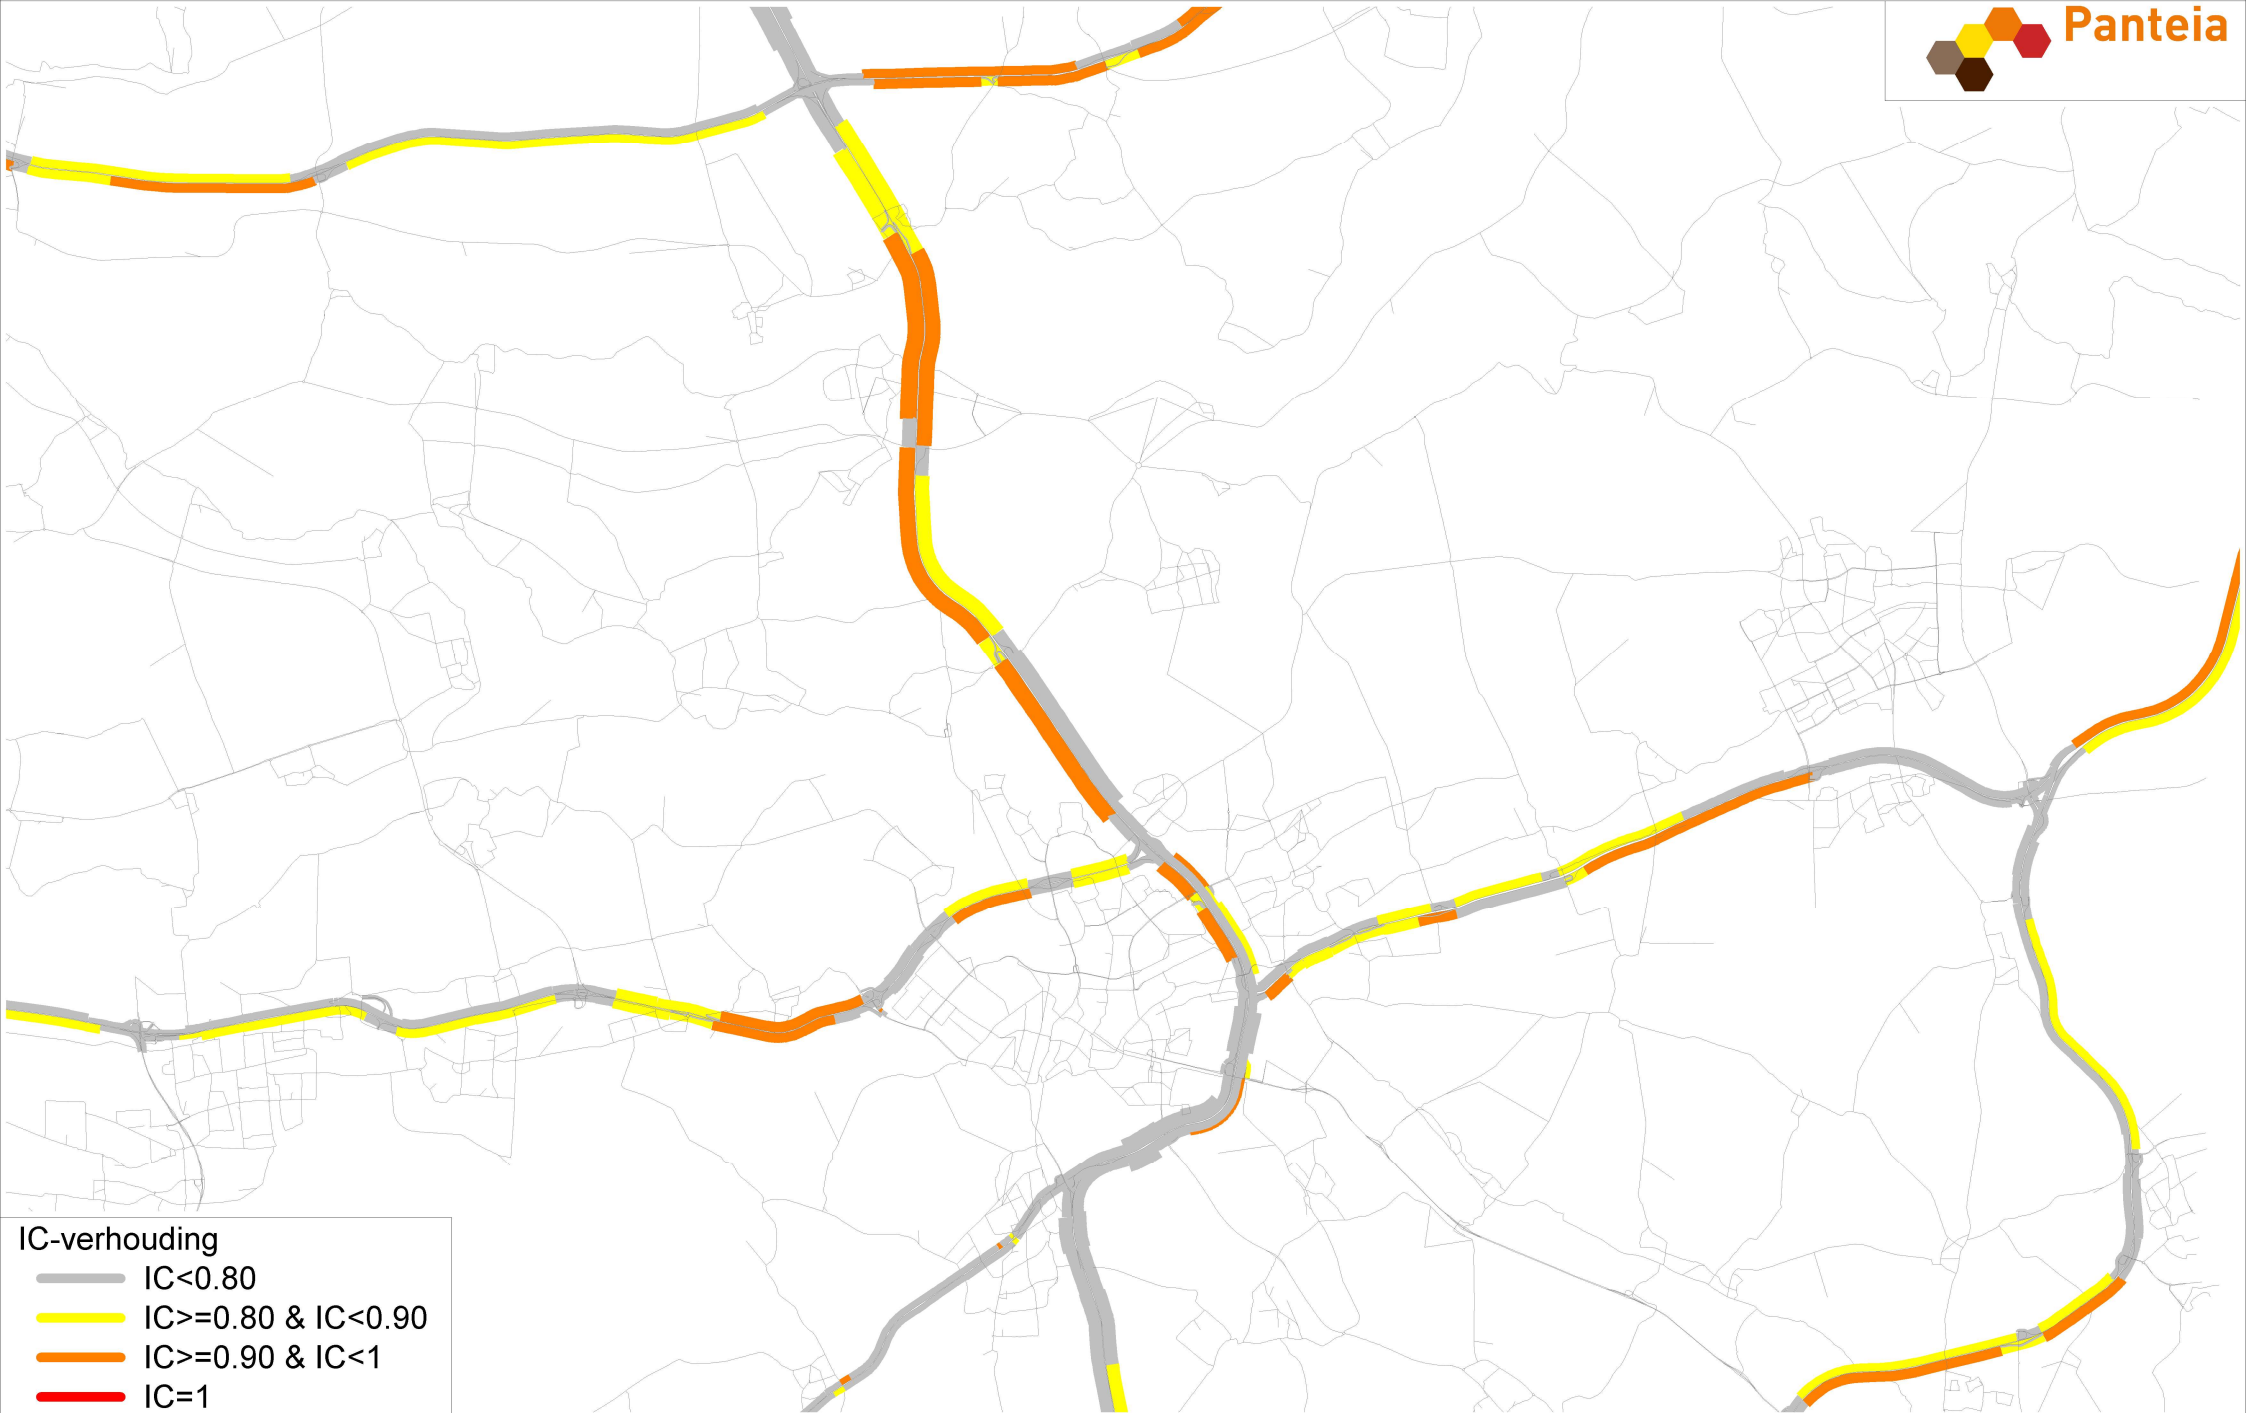 Panteia
IC-verhouding
IC<0.80
IC>=0.80 & IC<0.90
IC>=0.90 & IC<1
IC=1